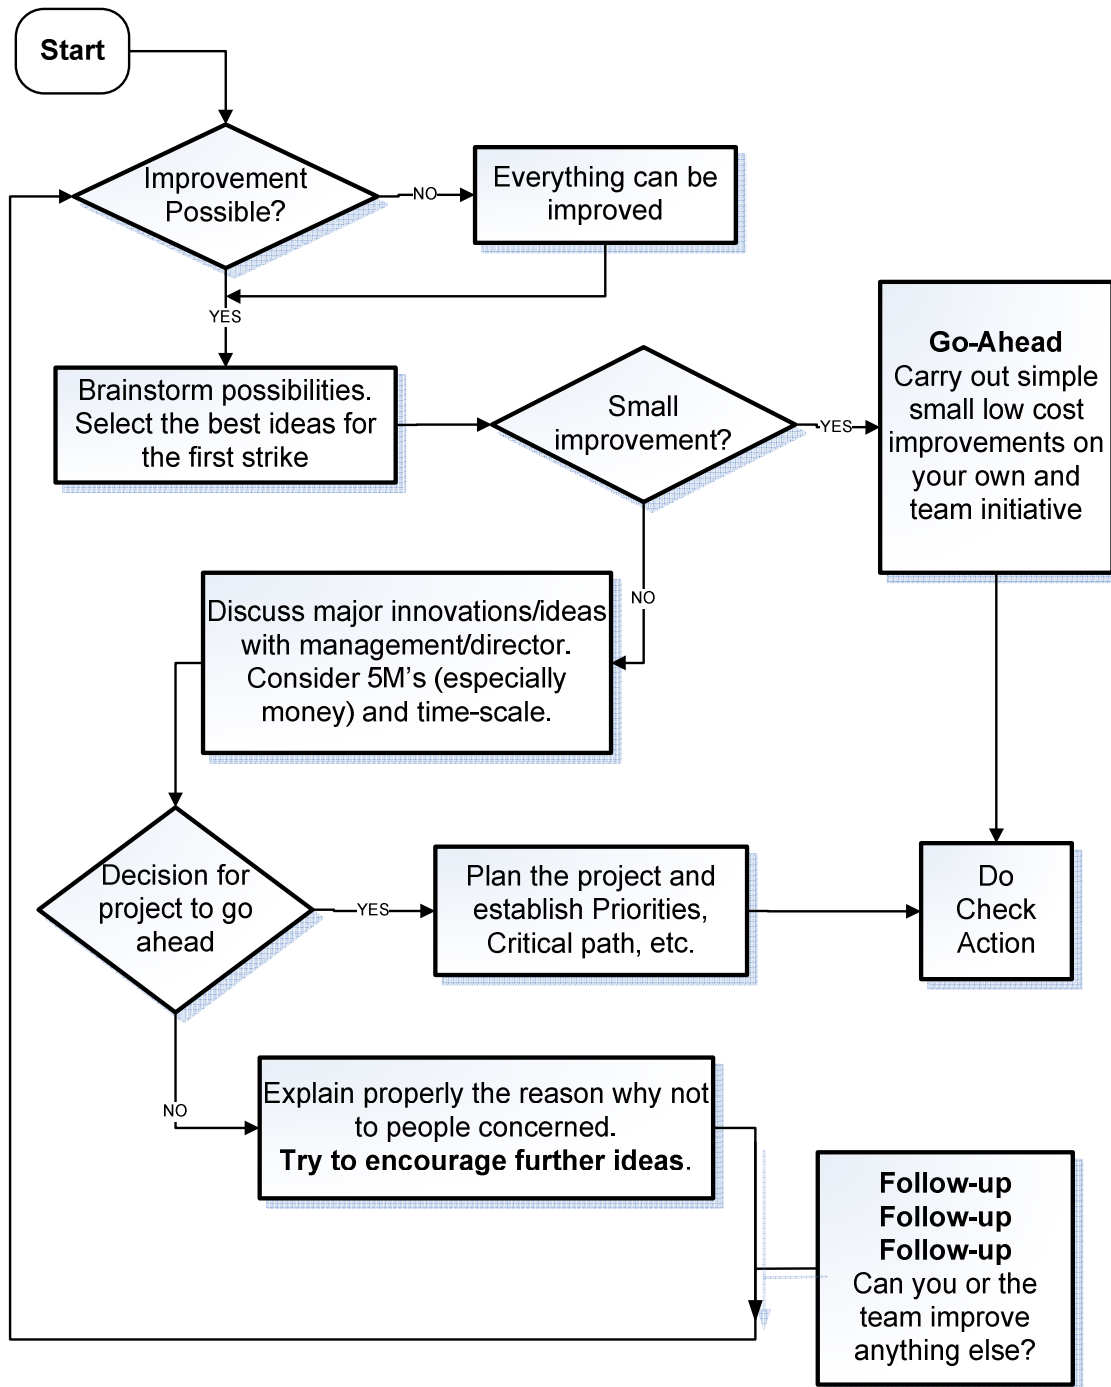 Start
Improvement
Possible?
NO
Everything can be
improved
YES
Brainstorm possibilities.
Select the best ideas for
the first strike
Small
improvement?
YES
Go-Ahead
Carry out simple
small low cost
improvements on
your own and
team initiative
NO
Discuss major innovations/ideas
with management/director.
Consider 5M's (especially
money) and time-scale.
Decision for
project to go
ahead
YES
Plan the project and
establish Priorities,
Critical path, etc.
Do
Check
Action
NO
Explain properly the reason why not
to people concerned.
Try to encourage further ideas.
Follow-up
Follow-up
Follow-up
Can you or the
team improve
anything else?